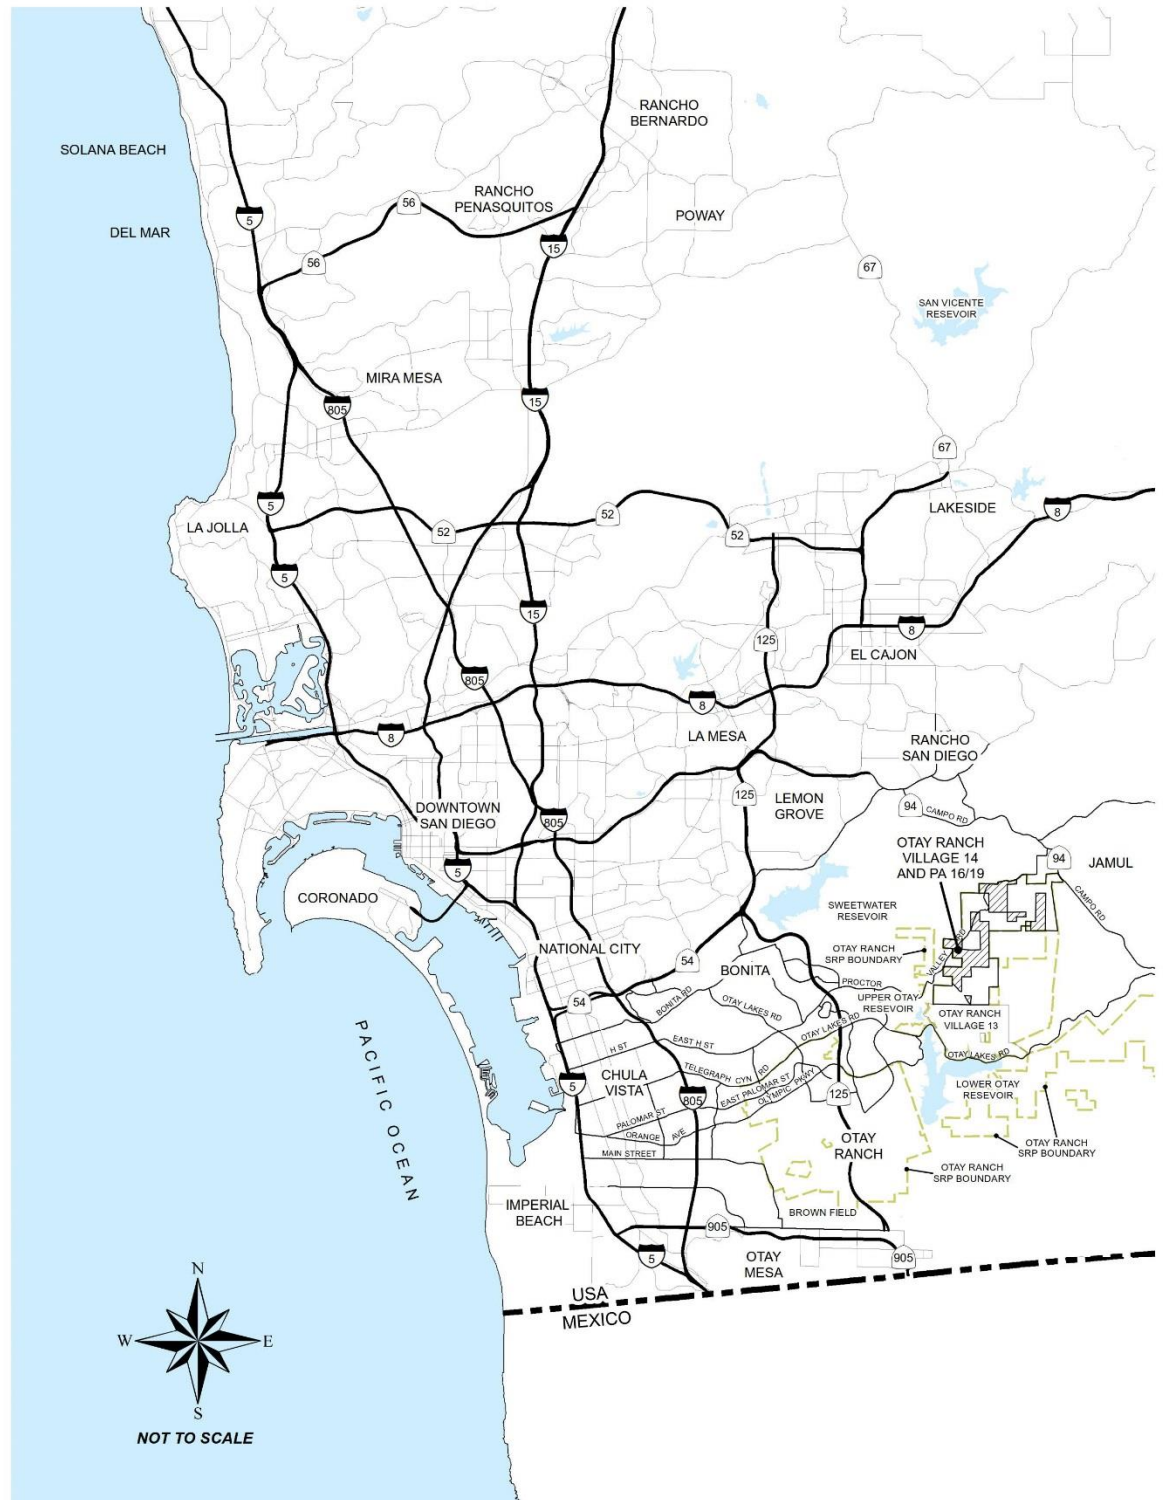 RANCHO
BERNARDO
SOLANA BEACH
RANCHO
PENASQUITOS
56
5
POWAY
DEL MAR
15
56
67
SAN VICENTE
RESEVOIR
MIRA MESA
15
805
67
5
LAKESIDE
8
LA JOLLA
52
52
52
5
15
8
125
EL CAJON
805
8
8
LA MESA
RANCHO
SAN DIEGO
125
LEMON
GROVE
94
CAMPO RD
DOWNTOWN
SAN DIEGO
805
OTAY RANCH
VILLAGE 14
AND PA 16/19
94
JAMUL
5
CORONADO
CAMPO RD
SWEETWATER
RESEVOIR
NATIONAL CITY
54
BONITA
OTAY RANCH
SRP BOUNDARY
VALLEY RD
PROCTOR
UPPER OTAY
RESEVOIR
54
BONITA RD
OTAY LAKES RD
OTAY LAKES RD
OTAY RANCH
VILLAGE 13
PACIFIC OCEAN
H ST
EAST H ST
OTAY LAKES RD
TELEGRAPH CYN RD
CHULA
VISTA
5
805
EAST PALOMAR ST
OLYMPIC PKWY
125
LOWER OTAY
RESEVOIR
PALOMAR ST
ORANGE AVE
MAIN STREET
OTAY
RANCH
OTAY RANCH
SRP BOUNDARY
OTAY RANCH
SRP BOUNDARY
IMPERIAL
BEACH
BROWN FIELD
905
5
OTAY
MESA
905
USA
MEXICO
N
W
E
S
NOT TO SCALE